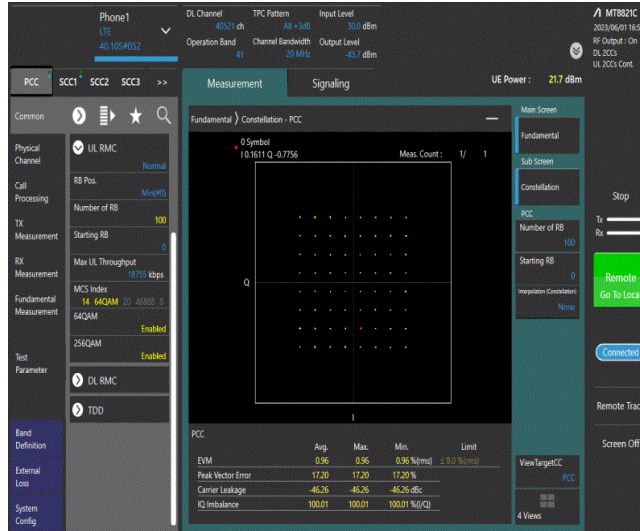 Phone1
LTE
40.10S#052
DL Channel
TPC Pattern
Input Level
40521 ch
All +3dB
30.0 dBm
Operation Band
Channel Bandwidth
Output Level
41
20 MHz
-43.7 dBm
MT8821C
2023/06/01 16:5
RF Output : On
DL 2CCs
UL 2CCs Cont.
PCC
SCC1
SCC2
SCC3
>>
Measurement
Signaling
UE Power : 21.7 dBm
Common
Physical
Channel
Call
Processing
TX
Measurement
RX
Measurement
Fundamental
Measurement
Test
Parameter
Band
Definition
External
Loss
System
Config
UL RMC
Normal
RB Pos.
Min(#0)
Number of RB
100
Starting RB
0
Max UL Throughput
18755 kbps
MCS Index
14 64QAM 20 46888 8
64QAM
Enabled
256QAM
Enabled
DL RMC
TDD
Fundamental > Constellation - PCC
0 Symbol
I 0.1611 Q -0.7756
Meas. Count : 1/ 1
Q
I
PCC
Avg. Max. Min. Limit
EVM 0.96 0.96 0.96 %(rms) ≤ 8.0 %(rms)
Peak Vector Error 17.20 17.20 17.20 %
Carrier Leakage -46.26 -46.26 -46.26 dBc
IQ Imbalance 100.01 100.01 100.01 %(I/Q)
Main Screen
Fundamental
Sub Screen
Constellation
PCC
Number of RB
100
Starting RB
0
Interpolation (Constellation)
None
ViewTargetCC
PCC
4 Views
Stop
Tx
Rx
Remote
Go To Loca
Connected
Remote Trac
Screen Off